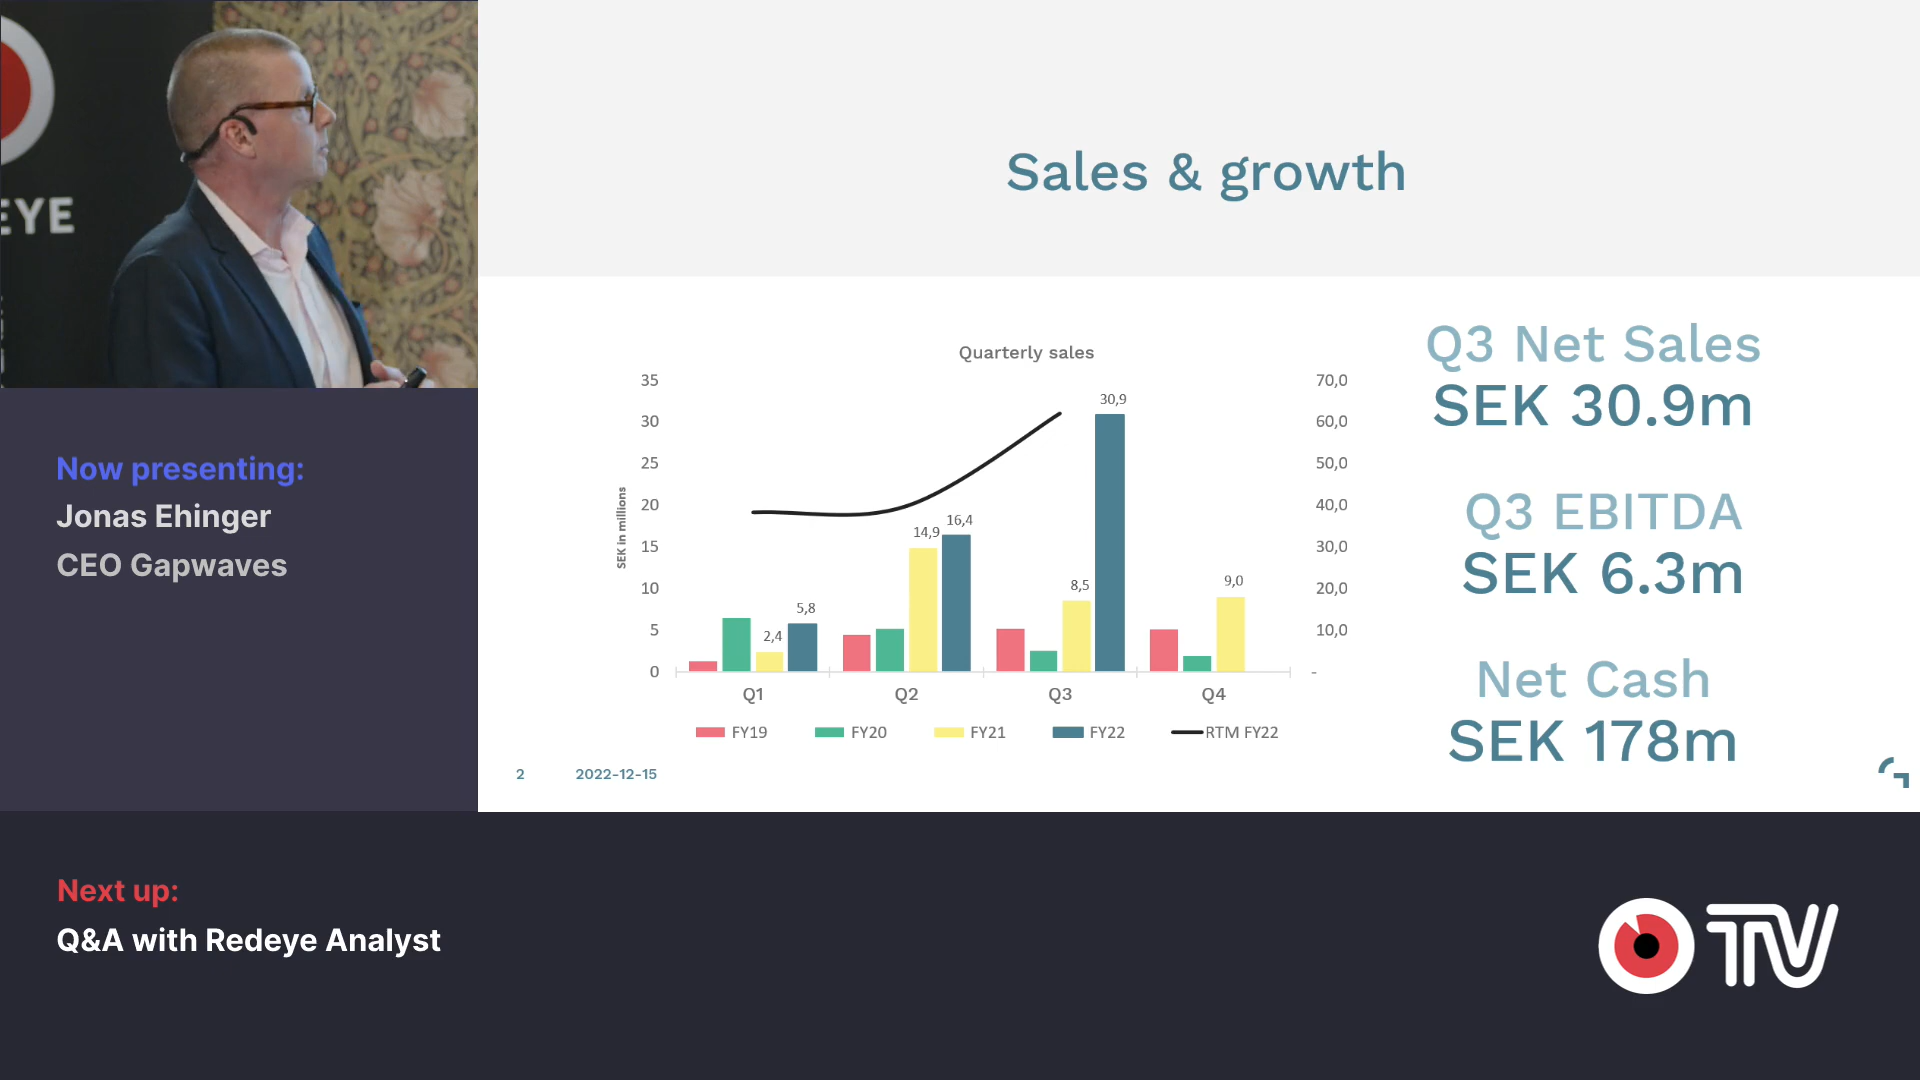 EYE
Now presenting:
Jonas Ehinger
CEO Gapwaves
Sales & growth
Quarterly sales
35
30
25
20
15
10
5
0
SEK in millions
70,0
60,0
50,0
40,0
30,0
20,0
10,0
-
2,4
5,8
14,9
16,4
8,5
30,9
9,0
Q1 Q2 Q3 Q4
FY19 FY20 FY21 FY22 RTM FY22
2 2022-12-15
Q3 Net Sales
SEK 30.9m
Q3 EBITDA
SEK 6.3m
Net Cash
SEK 178m
Next up:
Q&A with Redeye Analyst
TV